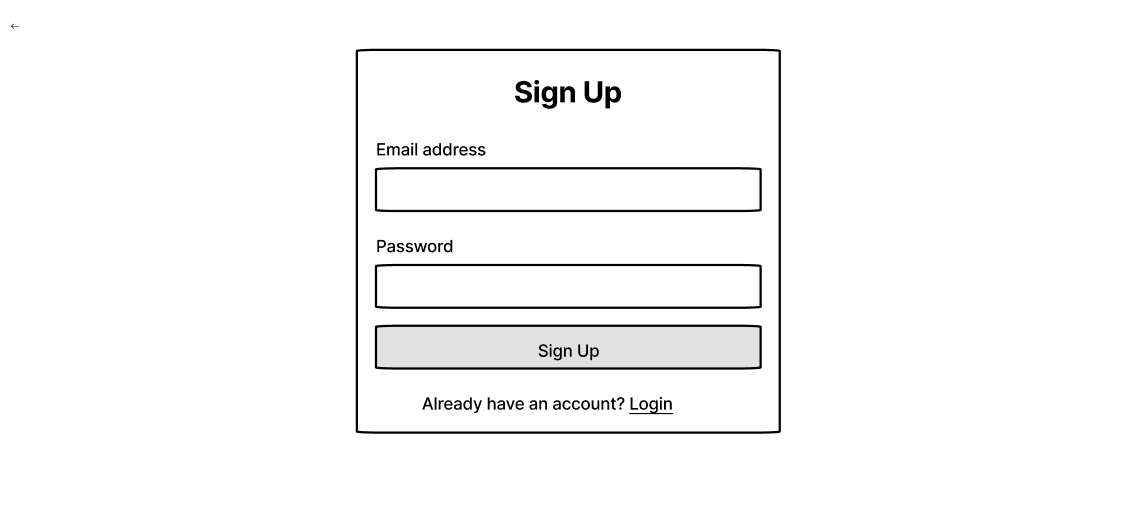 ←
Sign Up
Email address
Password
Sign Up
Already have an account? Login